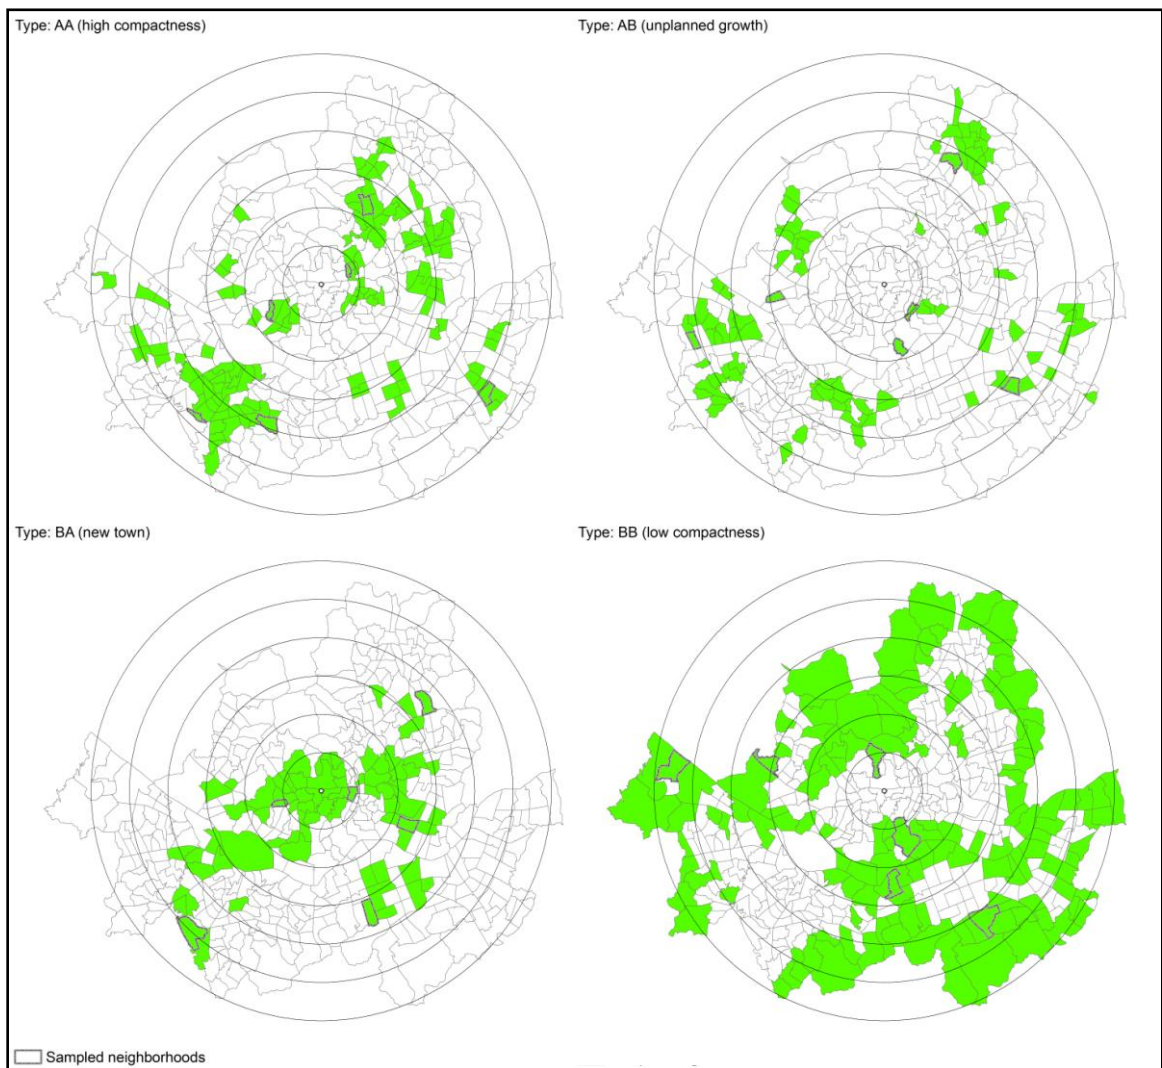 Type: AA (high compactness)
Type: AB (unplanned growth)
Type: BA (new town)
Type: BB (low compactness)
Sampled neighborhoods